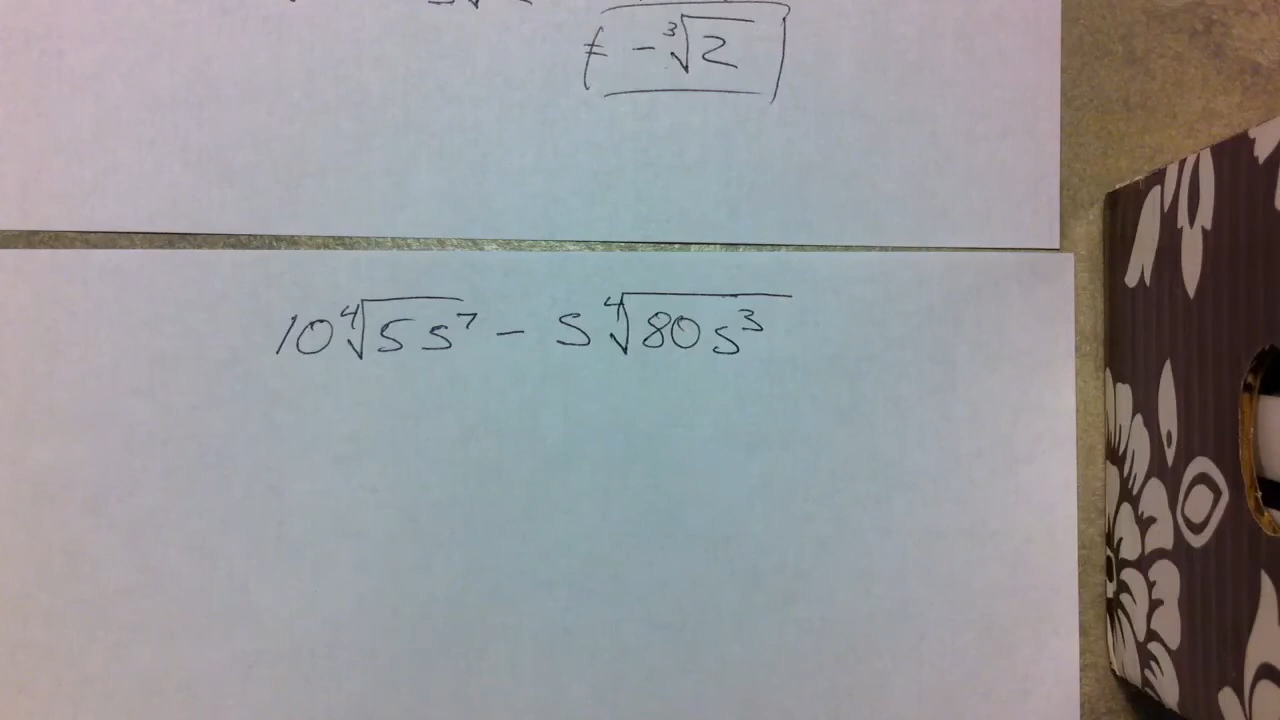 = -∛2
10∜5s⁷ - s∜80s³